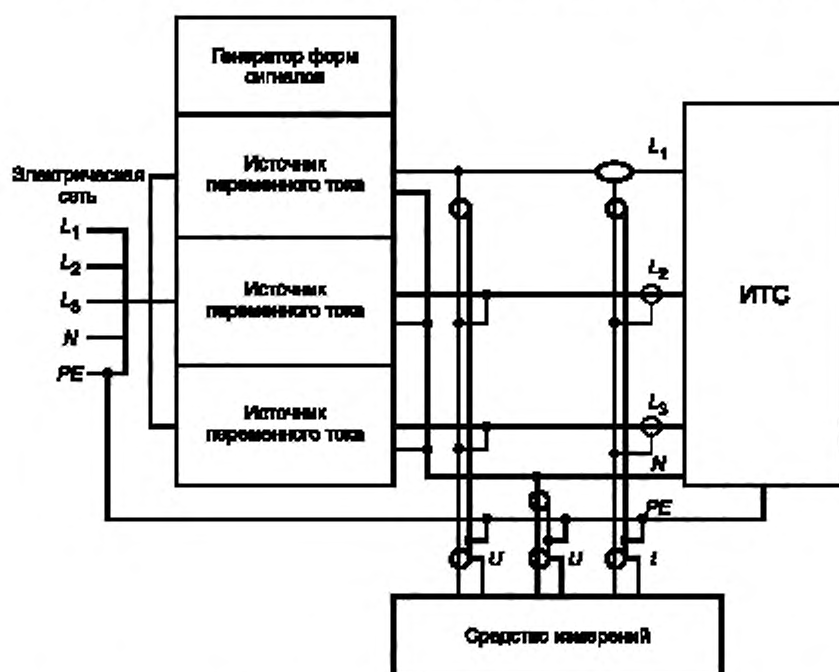 Генератор форм
сигналов
Электрическая
сеть
L1
L2
L3
N
PE
Источник
переменного тока
Источник
переменного тока
Источник
переменного тока
L1
L2
L3
N
PE
ИТС
U
U
I
Средство измерений